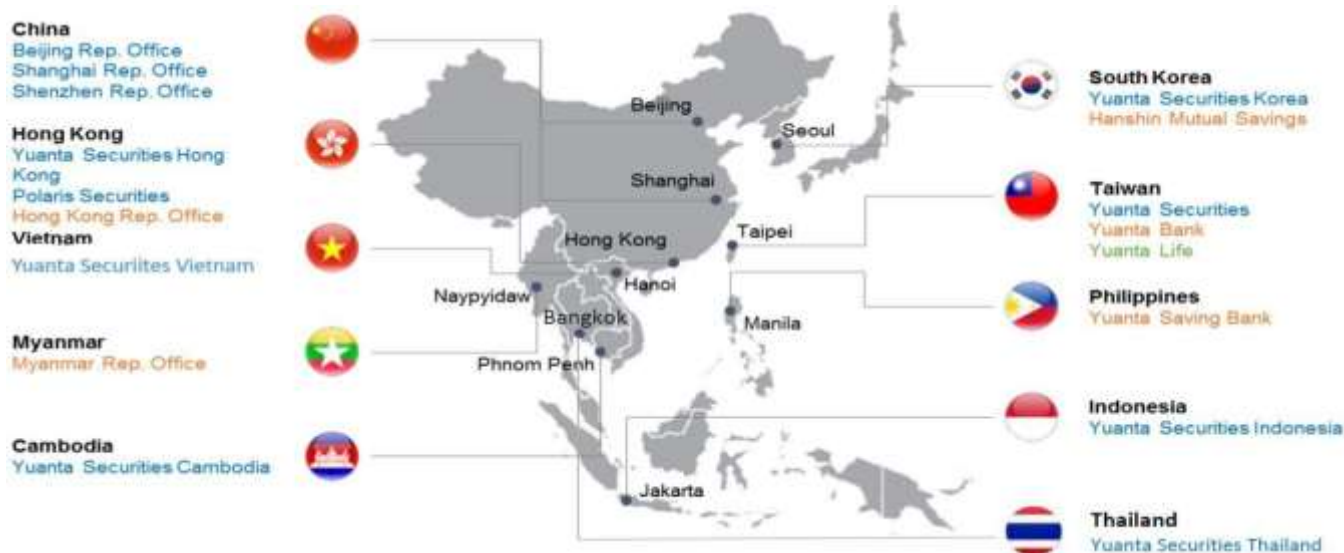 China
Beijing Rep. Office
Shanghai Rep. Office
Shenzhen Rep. Office
Hong Kong
Yuanta Securities Hong
Kong
Polaris Securities
Hong Kong Rep. Office
Vietnam
Yuanta Securiites Vietnam
Myanmar
Myanmar Rep. Office
Cambodia
Yuanta Securities Cambodia
Beijing
Seoul
Shanghai
Taipei
Hong Kong
Hanoi
Naypyidaw
Bangkok
Manila
Phnom Penh
Jakarta
South Korea
Yuanta Securities Korea
Hanshin Mutual Savings
Taiwan
Yuanta Securities
Yuanta Bank
Yuanta Life
Philippines
Yuanta Saving Bank
Indonesia
Yuanta Securities Indonesia
Thailand
Yuanta Securities Thailand